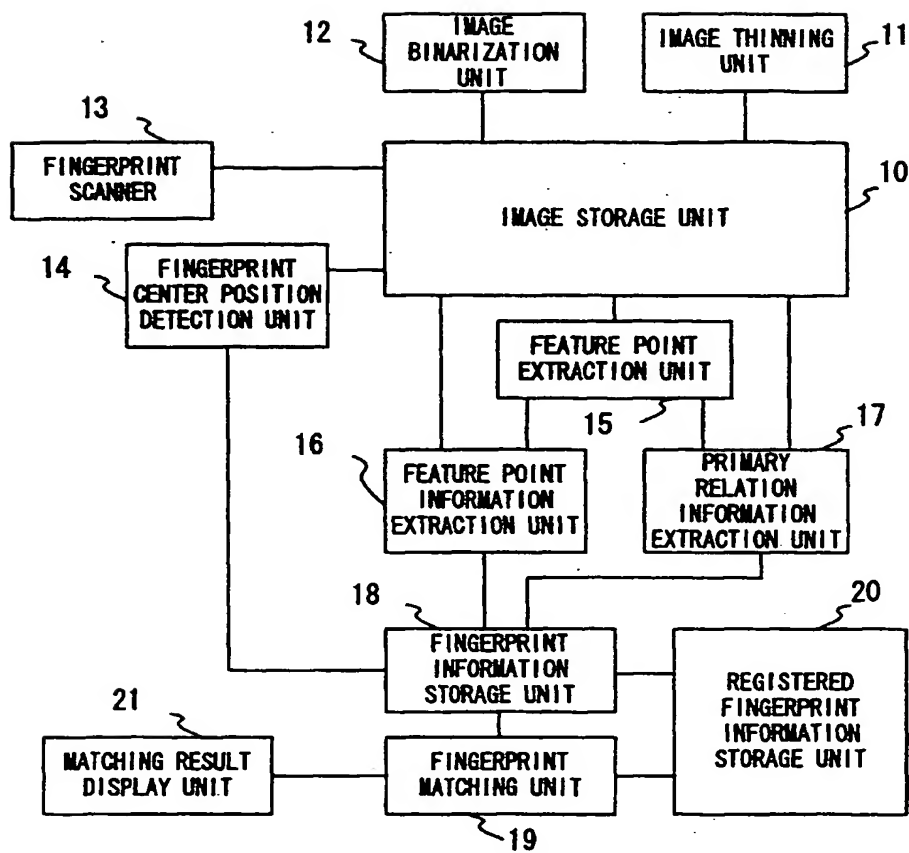 12
IMAGE
BINARIZATION
UNIT
IMAGE THINNING
UNIT
11
13
FINGERPRINT
SCANNER
10
IMAGE STORAGE UNIT
14
FINGERPRINT
CENTER POSITION
DETECTION UNIT
FEATURE POINT
EXTRACTION UNIT
15
16
FEATURE POINT
INFORMATION
EXTRACTION UNIT
17
PRIMARY
RELATION
INFORMATION
EXTRACTION UNIT
18
FINGERPRINT
INFORMATION
STORAGE UNIT
20
REGISTERED
FINGERPRINT
INFORMATION
STORAGE UNIT
21
MATCHING RESULT
DISPLAY UNIT
FINGERPRINT
MATCHING UNIT
19